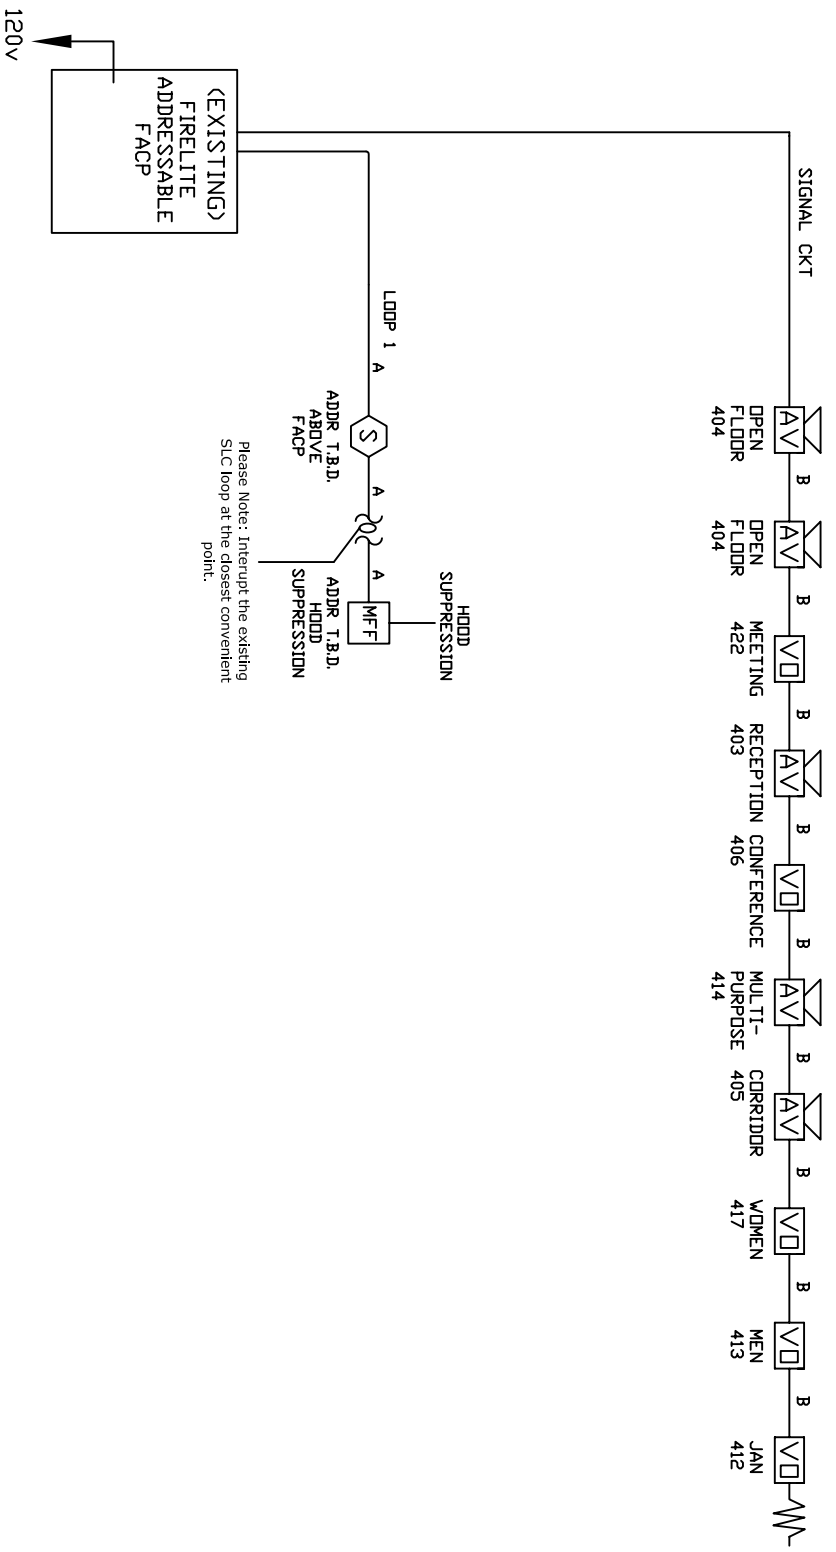 SIGNAL CKT
AV
OPEN
FLOOR
404
B
AV
OPEN
FLOOR
404
B
VO
MEETING
422
B
AV
RECEPTION
403
B
VO
CONFERENCE
406
B
AV
MULTI-
PURPOSE
414
B
AV
CORRIDOR
405
B
VO
WOMEN
417
B
VO
MEN
413
B
VO
JAN
412
LOOP 1
A
S
ADDR T.B.D.
ABOVE
FACP
A
A
MFF
HOOD
SUPPRESSION
ADDR T.B.D.
HOOD
SUPPRESSION
Please Note: Interupt the existing
SLC loop at the closest convenient
point.
(EXISTING)
FIRELITE
ADDRESSABLE
FACP
120v